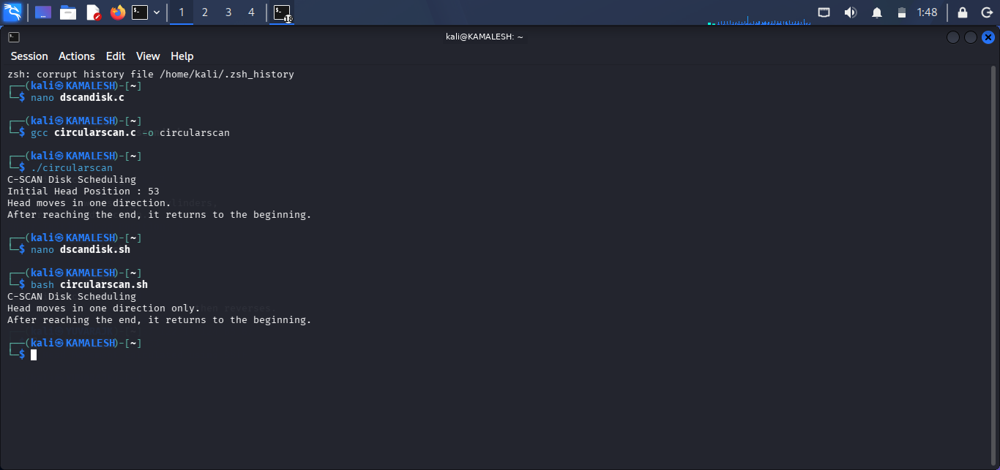 1 2 3 4 1:48
kali@KAMALESH: ~
Session Actions Edit View Help
zsh: corrupt history file /home/kali/.zsh_history
┌──(kali㉿KAMALESH)-[~]
└─$ nano dscandisk.c
┌──(kali㉿KAMALESH)-[~]
└─$ gcc circularscan.c -o circularscan
┌──(kali㉿KAMALESH)-[~]
└─$ ./circularscan
C-SCAN Disk Scheduling
Initial Head Position : 53
Head moves in one direction.
After reaching the end, it returns to the beginning.
┌──(kali㉿KAMALESH)-[~]
└─$ nano dscandisk.sh
┌──(kali㉿KAMALESH)-[~]
└─$ bash circularscan.sh
C-SCAN Disk Scheduling
Head moves in one direction only.
After reaching the end, it returns to the beginning.
┌──(kali㉿KAMALESH)-[~]
└─$